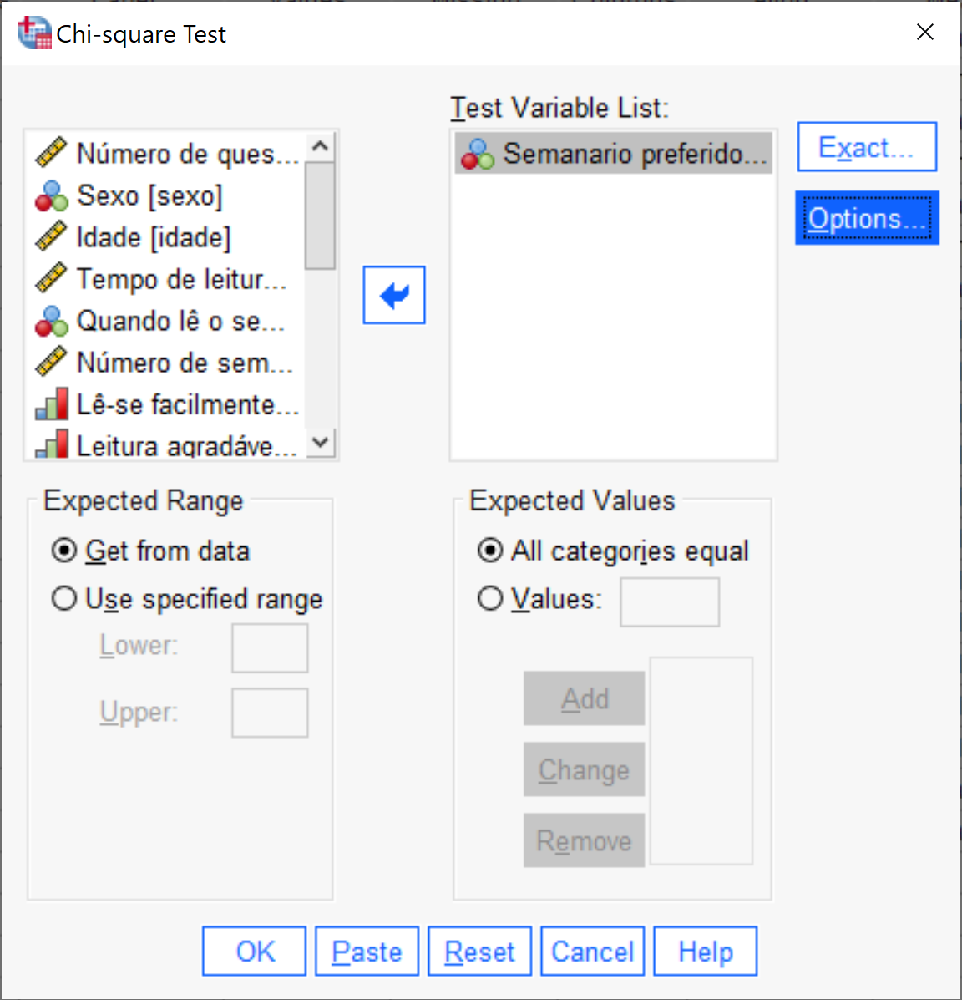 Chi-square Test
Test Variable List:
Número de ques...
Sexo [sexo]
Idade [idade]
Tempo de leitur...
Quando lê o se...
Número de sem...
Lê-se facilmente...
Leitura agradáve...
Semanario preferido...
Exact...
Options...
Expected Range
Get from data
Use specified range
Lower:
Upper:
Expected Values
All categories equal
Values:
Add
Change
Remove
OK Paste Reset Cancel Help